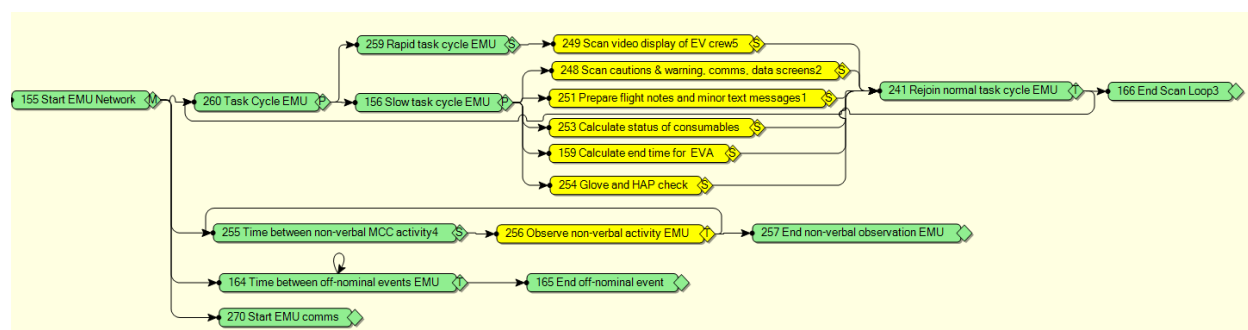 259 Rapid task cycle EMU S
249 Scan video display of EV crew5 S
248 Scan cautions & warning, comms, data screens2 S
155 Start EMU Network M
260 Task Cycle EMU P
156 Slow task cycle EMU P
251 Prepare flight notes and minor text messages1 S
241 Rejoin normal task cycle EMU T
166 End Scan Loop3
253 Calculate status of consumables S
159 Calculate end time for EVA S
254 Glove and HAP check S
255 Time between non-verbal MCC activity4 S
256 Observe non-verbal activity EMU T
257 End non-verbal observation EMU
164 Time between off-nominal events EMU T
165 End off-nominal event
270 Start EMU comms